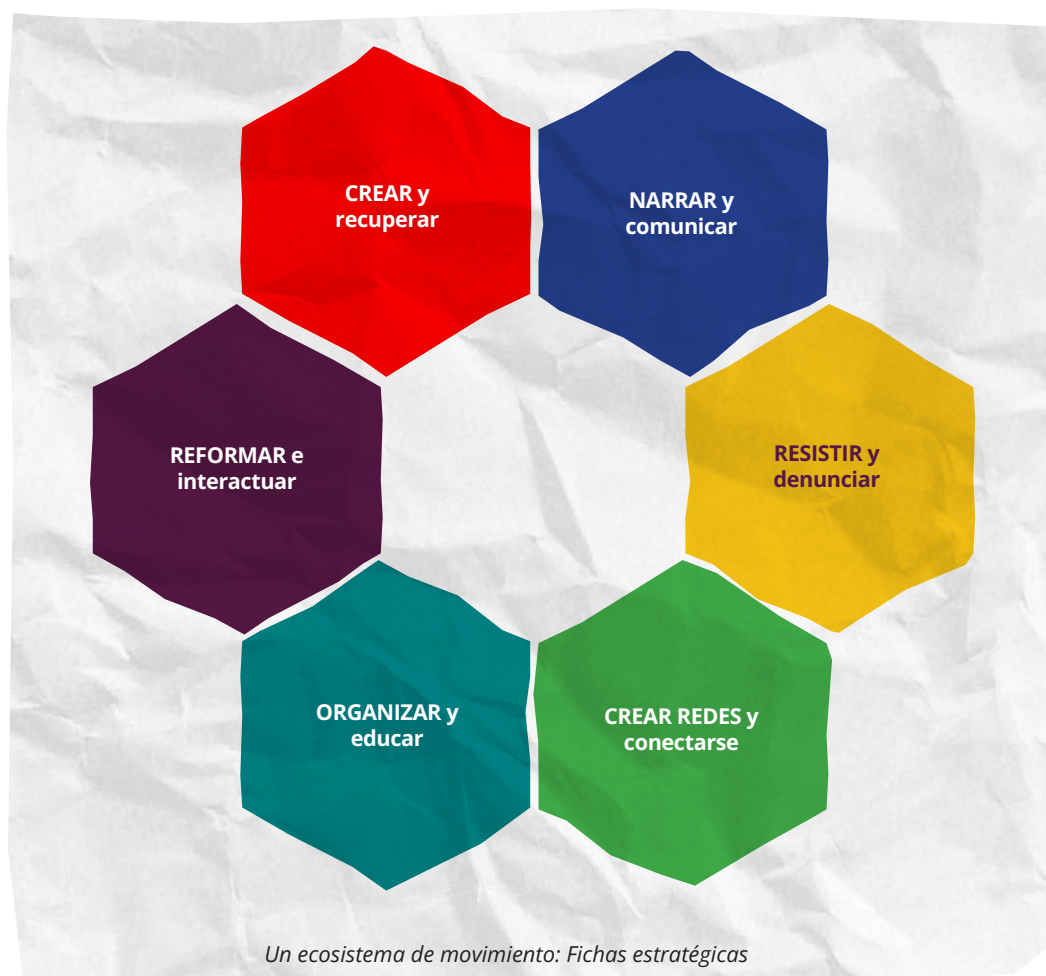 CREAR y
recuperar
NARRAR y
comunicar
REFORMAR e
interactuar
RESISTIR y
denunciar
ORGANIZAR y
educar
CREAR REDES y
conectarse
Un ecosistema de movimiento: Fichas estratégicas